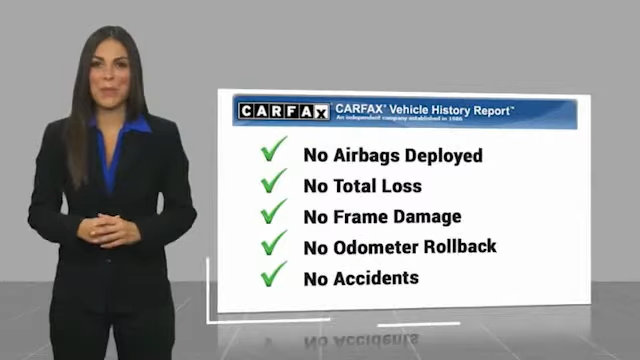 CARFAX CARFAX® Vehicle History Report™
An independent company established in 1986
No Airbags Deployed
No Total Loss
No Frame Damage
No Odometer Rollback
No Accidents